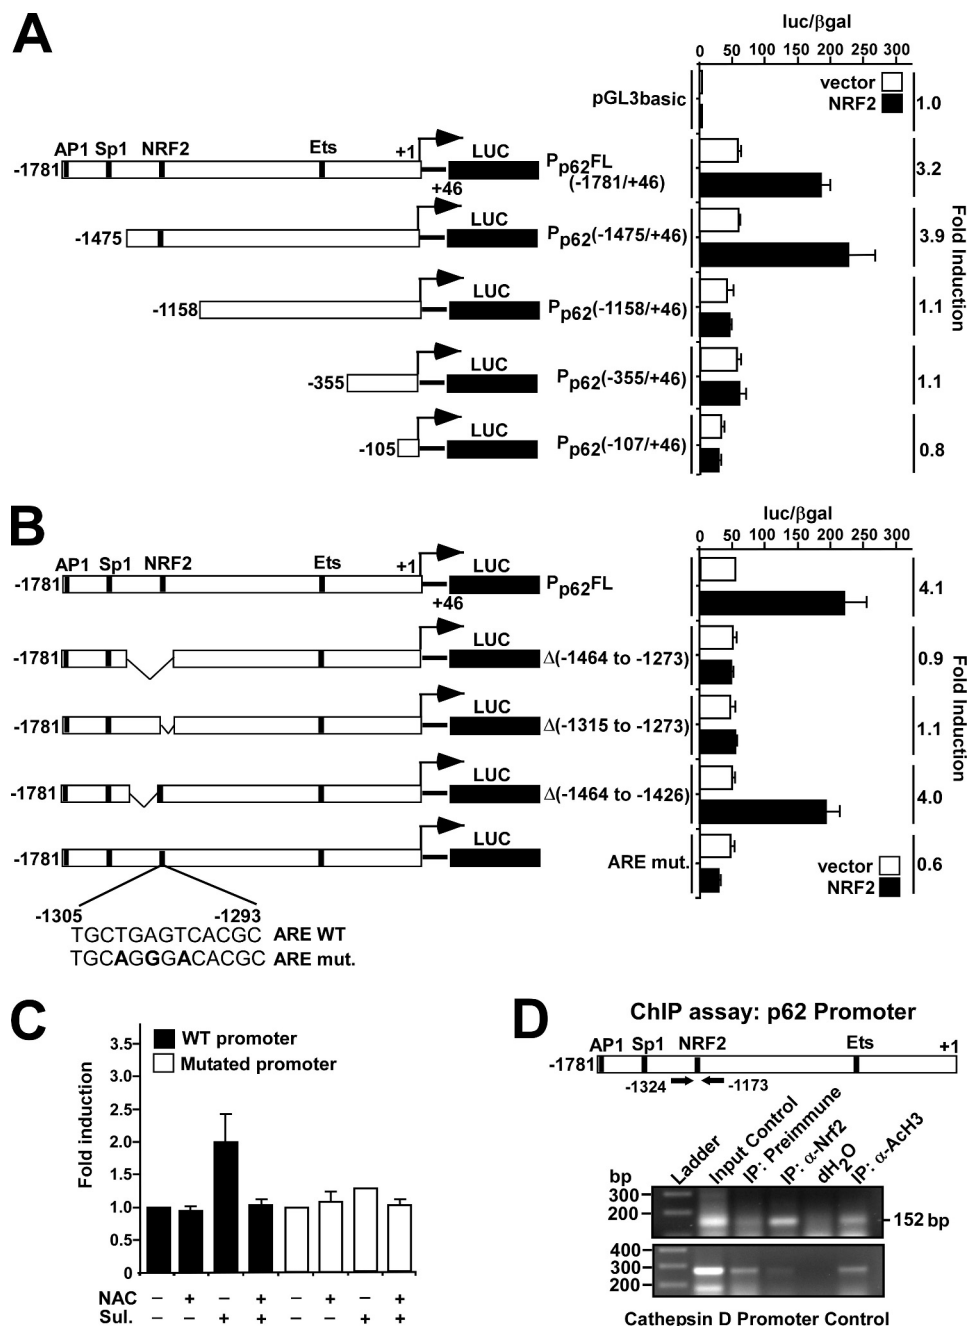 A
luc/βgal
0 50 100 150 200 250 300
vector
NRF2
pGL3basic
1.0
AP1 Sp1 NRF2 Ets +1 LUC
-1781
+46
Pp62FL
(-1781/+46)
3.2
LUC
-1475
Pp62(-1475/+46)
3.9
LUC
-1158
Pp62(-1158/+46)
1.1
LUC
-355
Pp62(-355/+46)
1.1
LUC
-105
Pp62(-107/+46)
0.8
Fold Induction
B
luc/βgal
0 50 100 150 200 250 300
AP1 Sp1 NRF2 Ets +1 LUC
-1781
+46
Pp62FL
4.1
LUC
-1781
Δ(-1464 to -1273)
0.9
LUC
-1781
Δ(-1315 to -1273)
1.1
LUC
-1781
Δ(-1464 to -1426)
4.0
LUC
-1781
ARE mut.
0.6
vector
NRF2
Fold Induction
-1305 -1293
TGCTGAGTCACGC ARE WT
TGCAGGGACACGC ARE mut.
C
WT promoter
Mutated promoter
Fold induction
3.5
3.0
2.5
2.0
1.5
1.0
0.5
0
NAC – + – + – + – +
Sul. – – + + – – + +
D
ChIP assay: p62 Promoter
AP1 Sp1 NRF2 Ets +1
-1781
-1324 -1173
Ladder
Input Control
IP: Preimmune
IP: α-Nrf2
dH2O
IP: α-AcH3
bp
300
200
152 bp
400
300
200
Cathepsin D Promoter Control